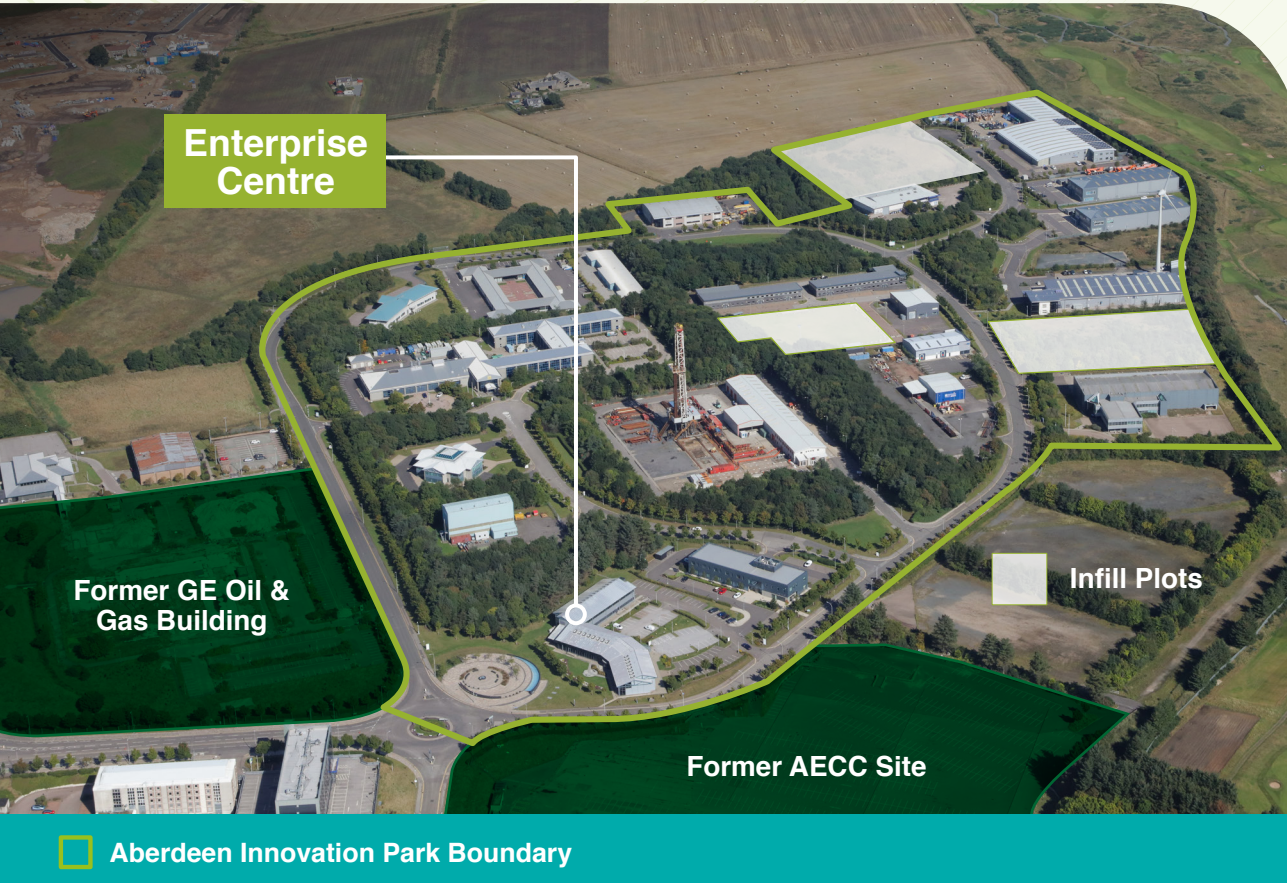 Enterprise
Centre
Former GE Oil &
Gas Building
Infill Plots
Former AECC Site
Aberdeen Innovation Park Boundary